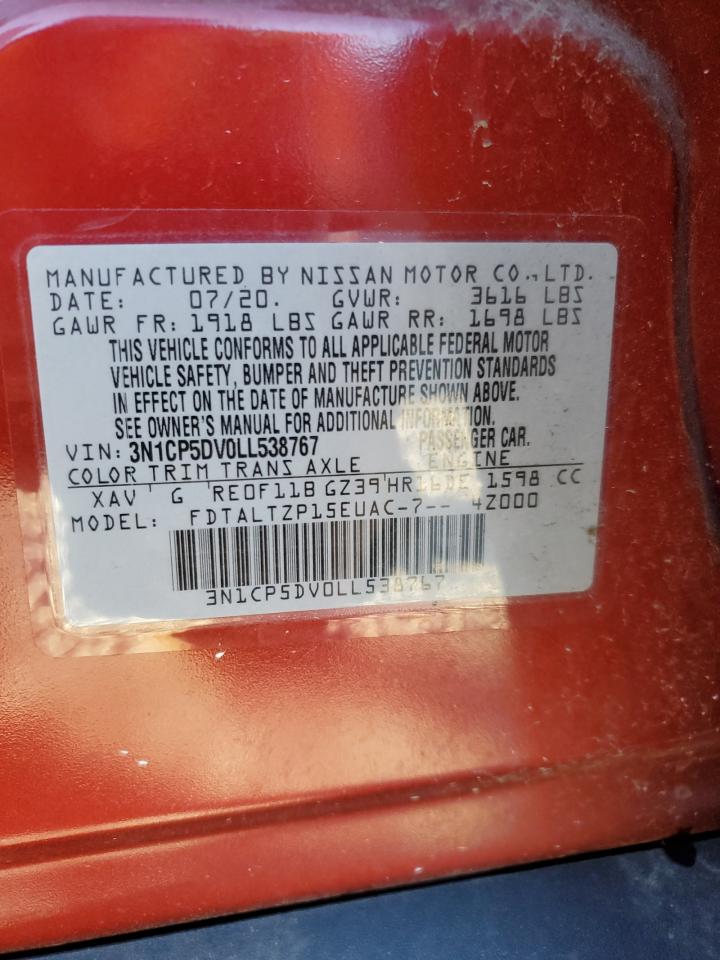 MANUFACTURED BY NISSAN MOTOR CO.,LTD.
DATE: 07/20. GVWR: 3616 LBS
GAWR FR: 1918 LBS GAWR RR: 1698 LBS
THIS VEHICLE CONFORMS TO ALL APPLICABLE FEDERAL MOTOR
VEHICLE SAFETY, BUMPER AND THEFT PREVENTION STANDARDS
IN EFFECT ON THE DATE OF MANUFACTURE SHOWN ABOVE.
SEE OWNER'S MANUAL FOR ADDITIONAL INFORMATION.
VIN: 3N1CP5DV0LL538767 PASSENGER CAR.
COLOR TRIM TRANS AXLE ENGINE
XAV G RE0F11B GZ39 HR16DE 1598 CC
MODEL: FDTALTZP15EUAC-7-- 4Z000
3N1CP5DV0LL538767